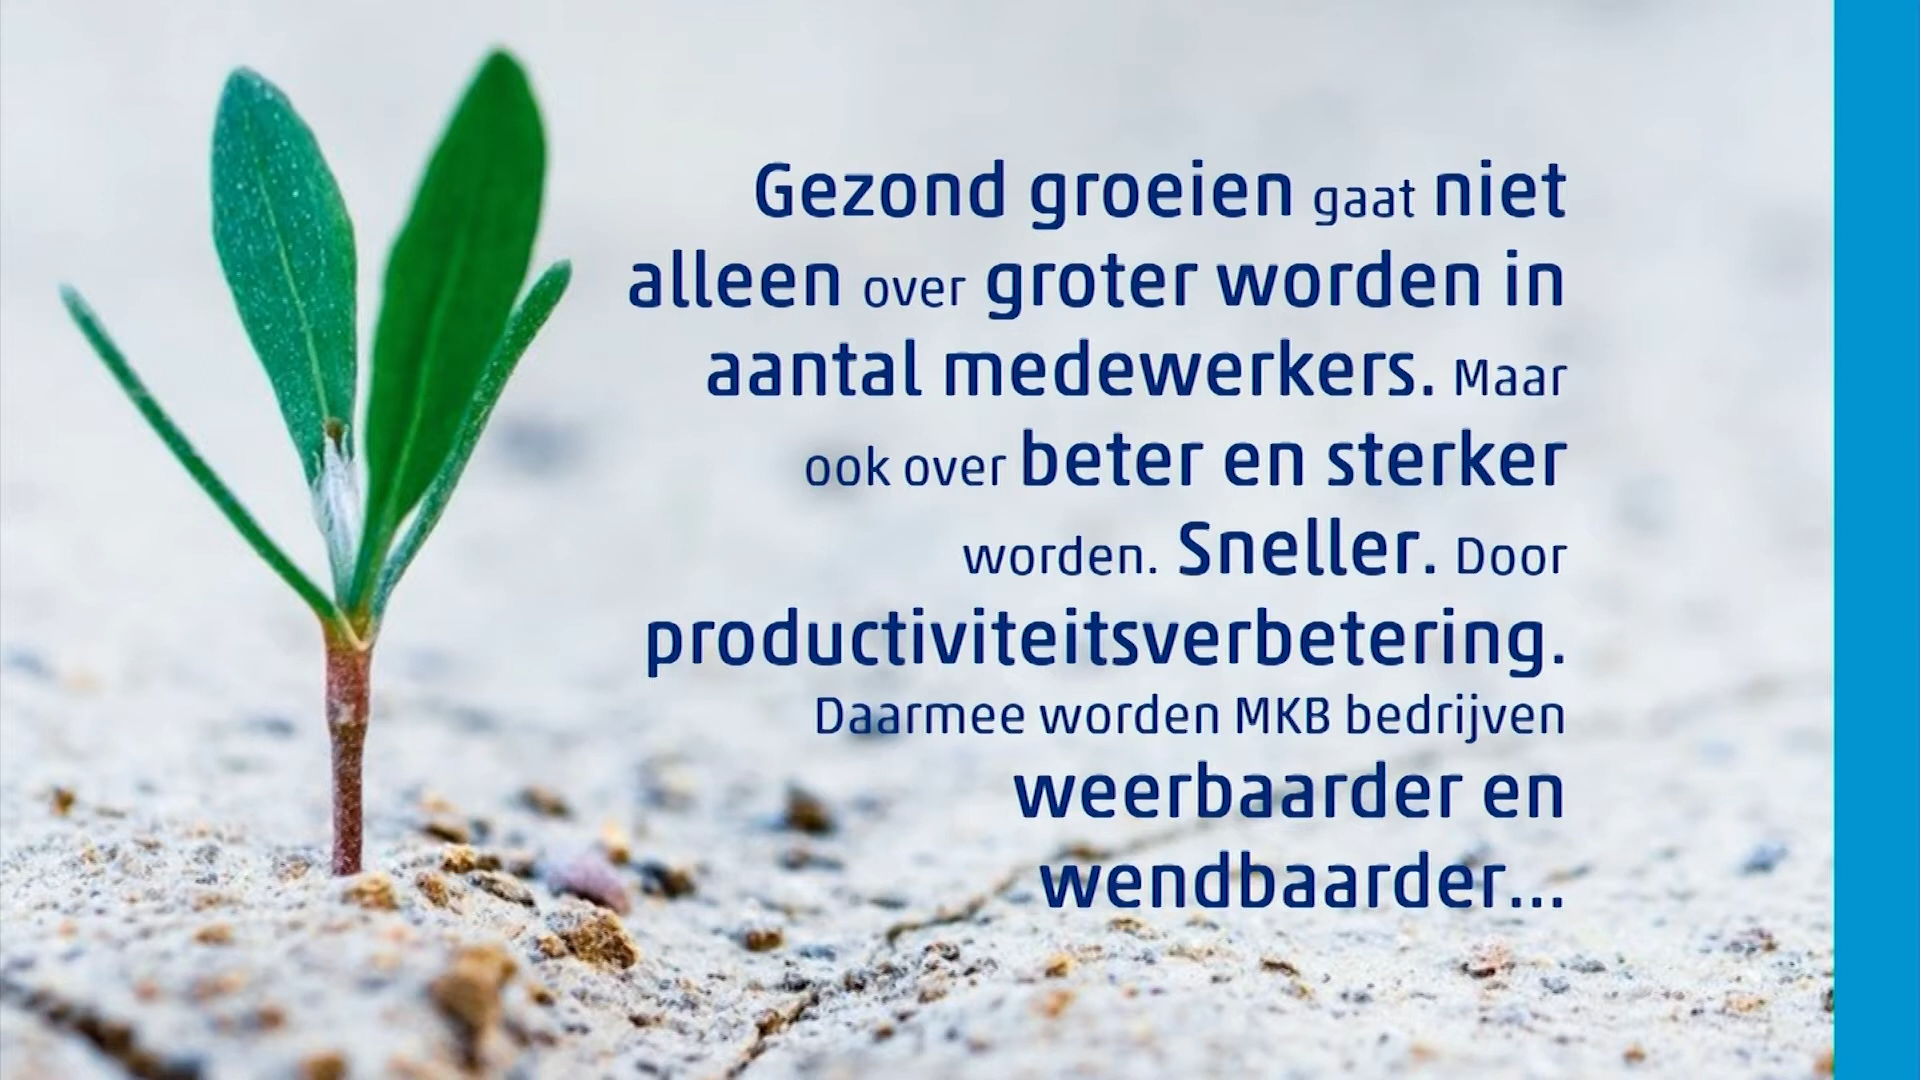 Gezond groeien gaat niet
alleen over groter worden in
aantal medewerkers. Maar
ook over beter en sterker
worden. Sneller. Door
productiviteitsverbetering.
Daarmee worden MKB bedrijven
weerbaarder en
wendbaarder...